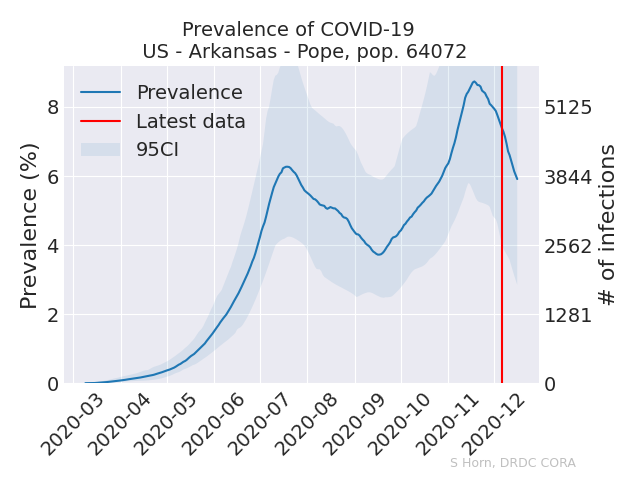 Prevalence of COVID-19
US - Arkansas - Pope, pop. 64072
Prevalence
Latest data
95CI
Prevalence (%)
8
6
4
2
0
5125
3844
2562
1281
0
# of infections
2020-03
2020-04
2020-05
2020-06
2020-07
2020-08
2020-09
2020-10
2020-11
2020-12
S Horn, DRDC CORA